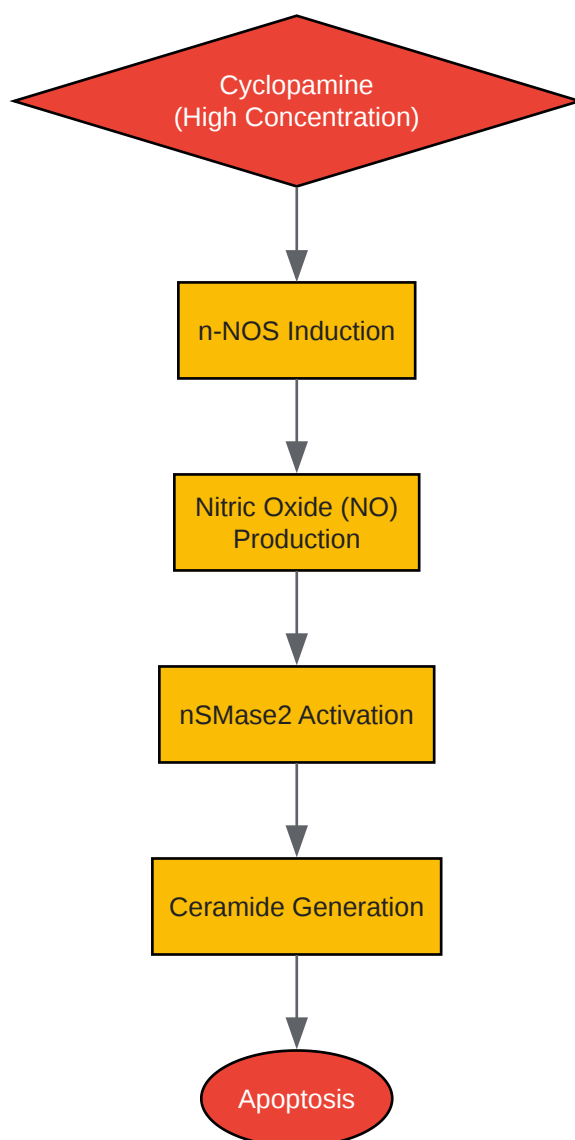 Cyclopamine
(High Concentration)
n-NOS Induction
Nitric Oxide (NO)
Production
nSMase2 Activation
Ceramide Generation
Apoptosis